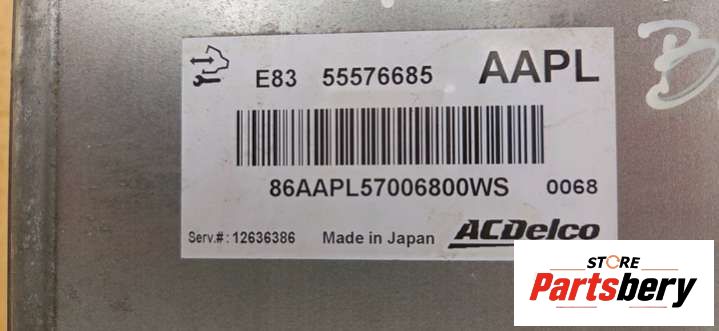 E83 55576685 AAPL
86AAPL57006800WS 0068
Serv.#: 12636386 Made in Japan ACDelco
B
STORE
Partsbery